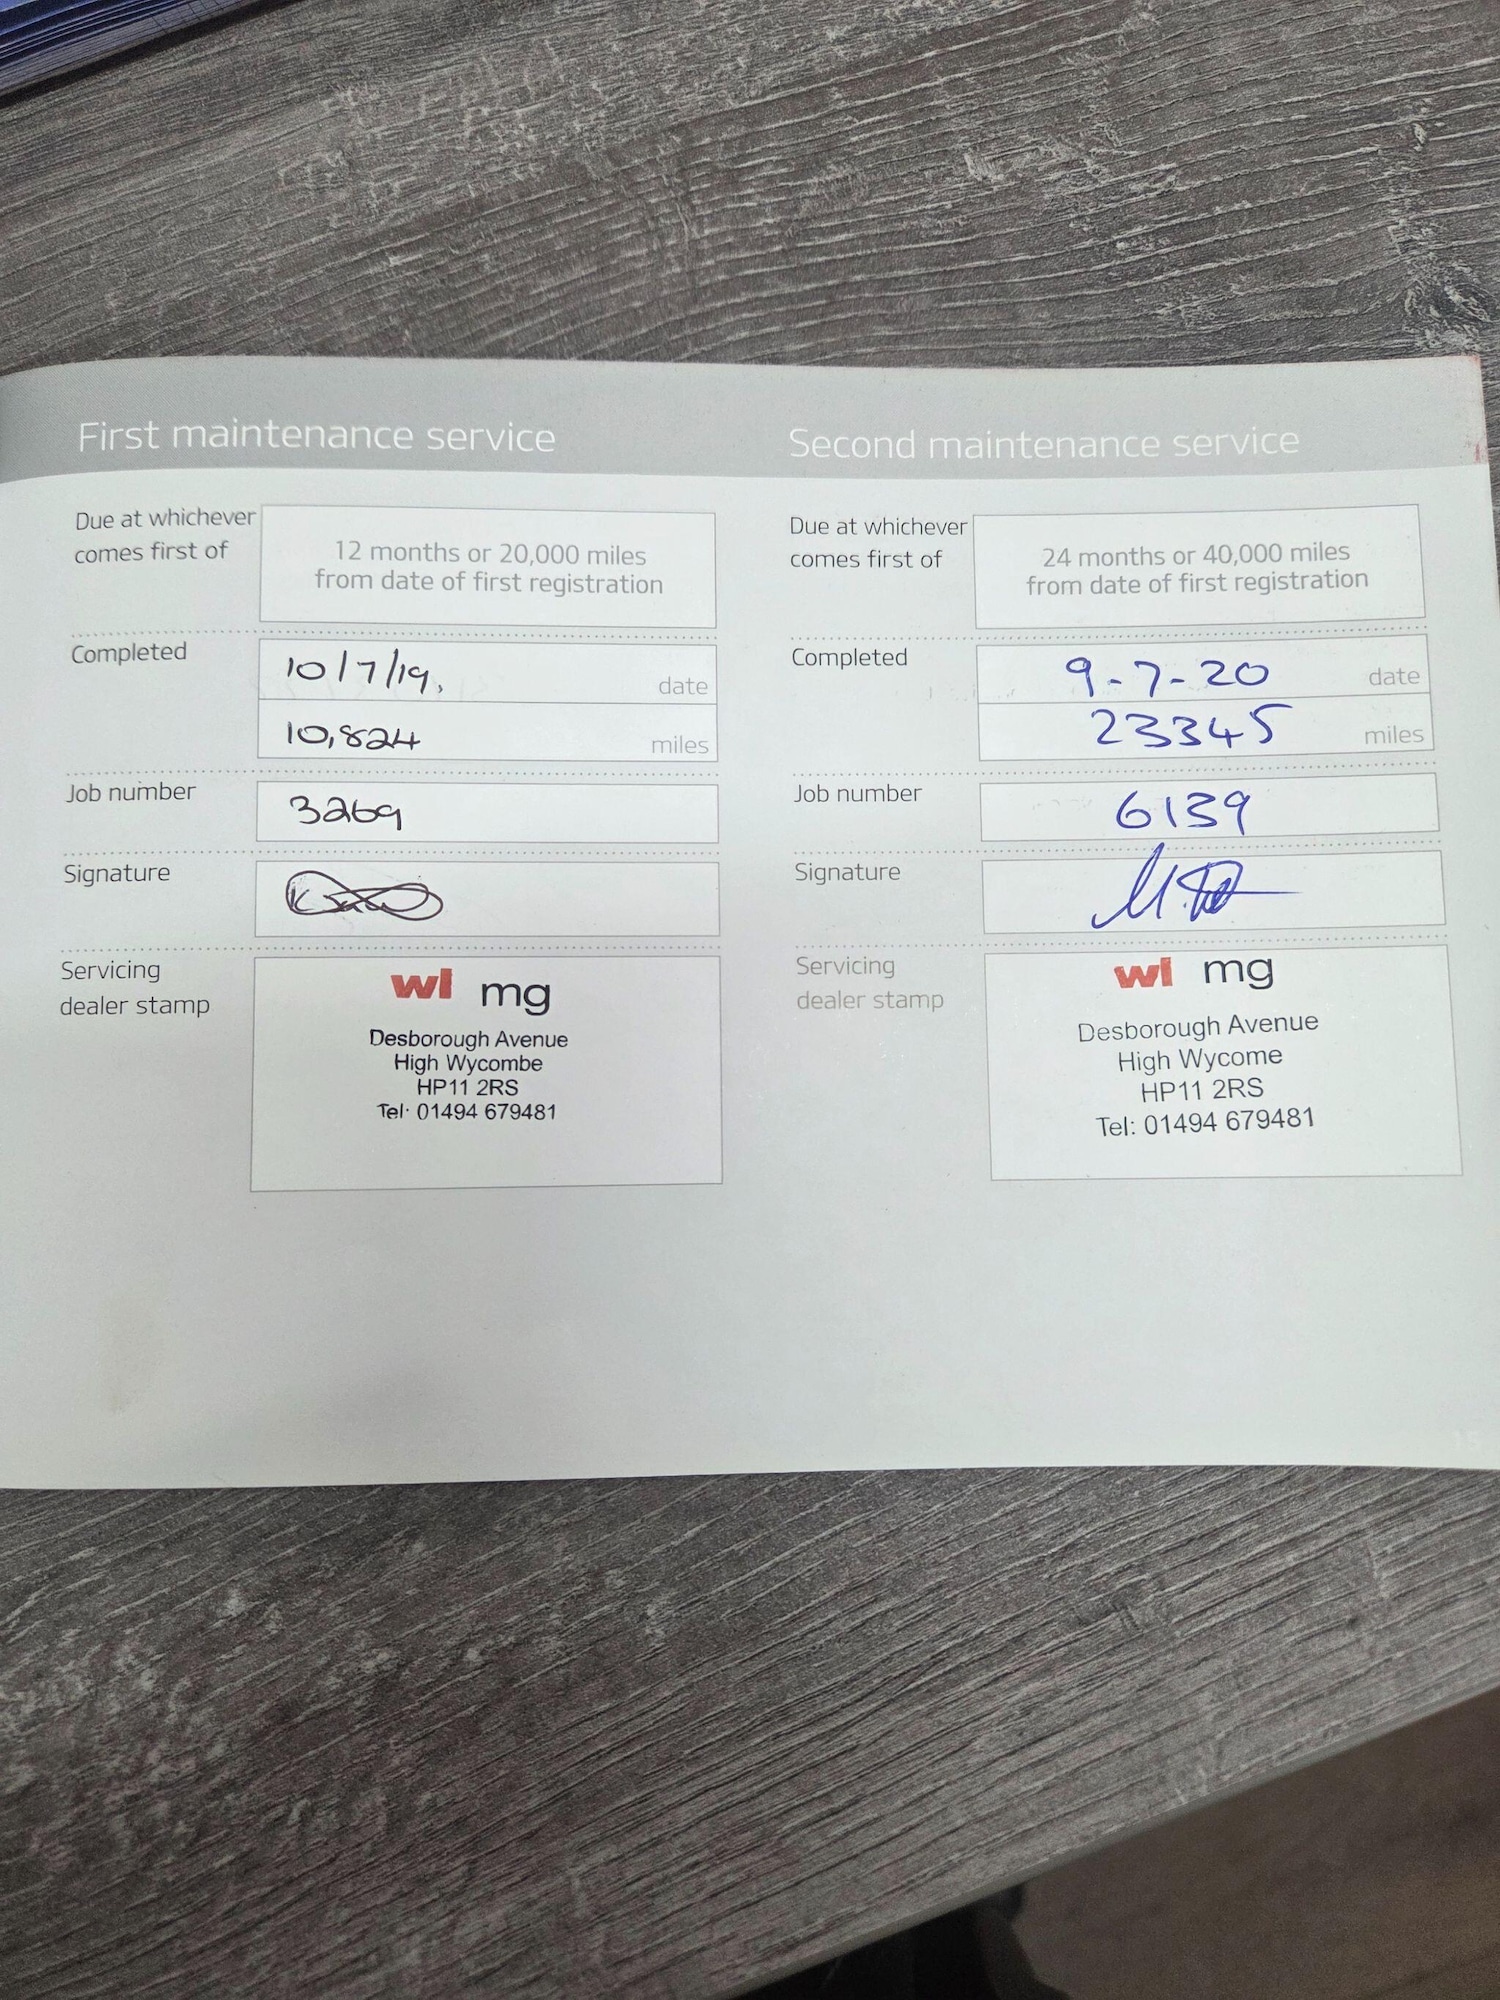 First maintenance service
Due at whichever
comes first of
12 months or 20,000 miles
from date of first registration
Completed
10/7/19,
date
10,824
miles
Job number
3269
Signature
Servicing
dealer stamp
wl mg
Desborough Avenue
High Wycombe
HP11 2RS
Tel: 01494 679481
Second maintenance service
Due at whichever
comes first of
24 months or 40,000 miles
from date of first registration
Completed
9-7-20
date
23345
miles
Job number
6139
Signature
Servicing
dealer stamp
wl mg
Desborough Avenue
High Wycome
HP11 2RS
Tel: 01494 679481